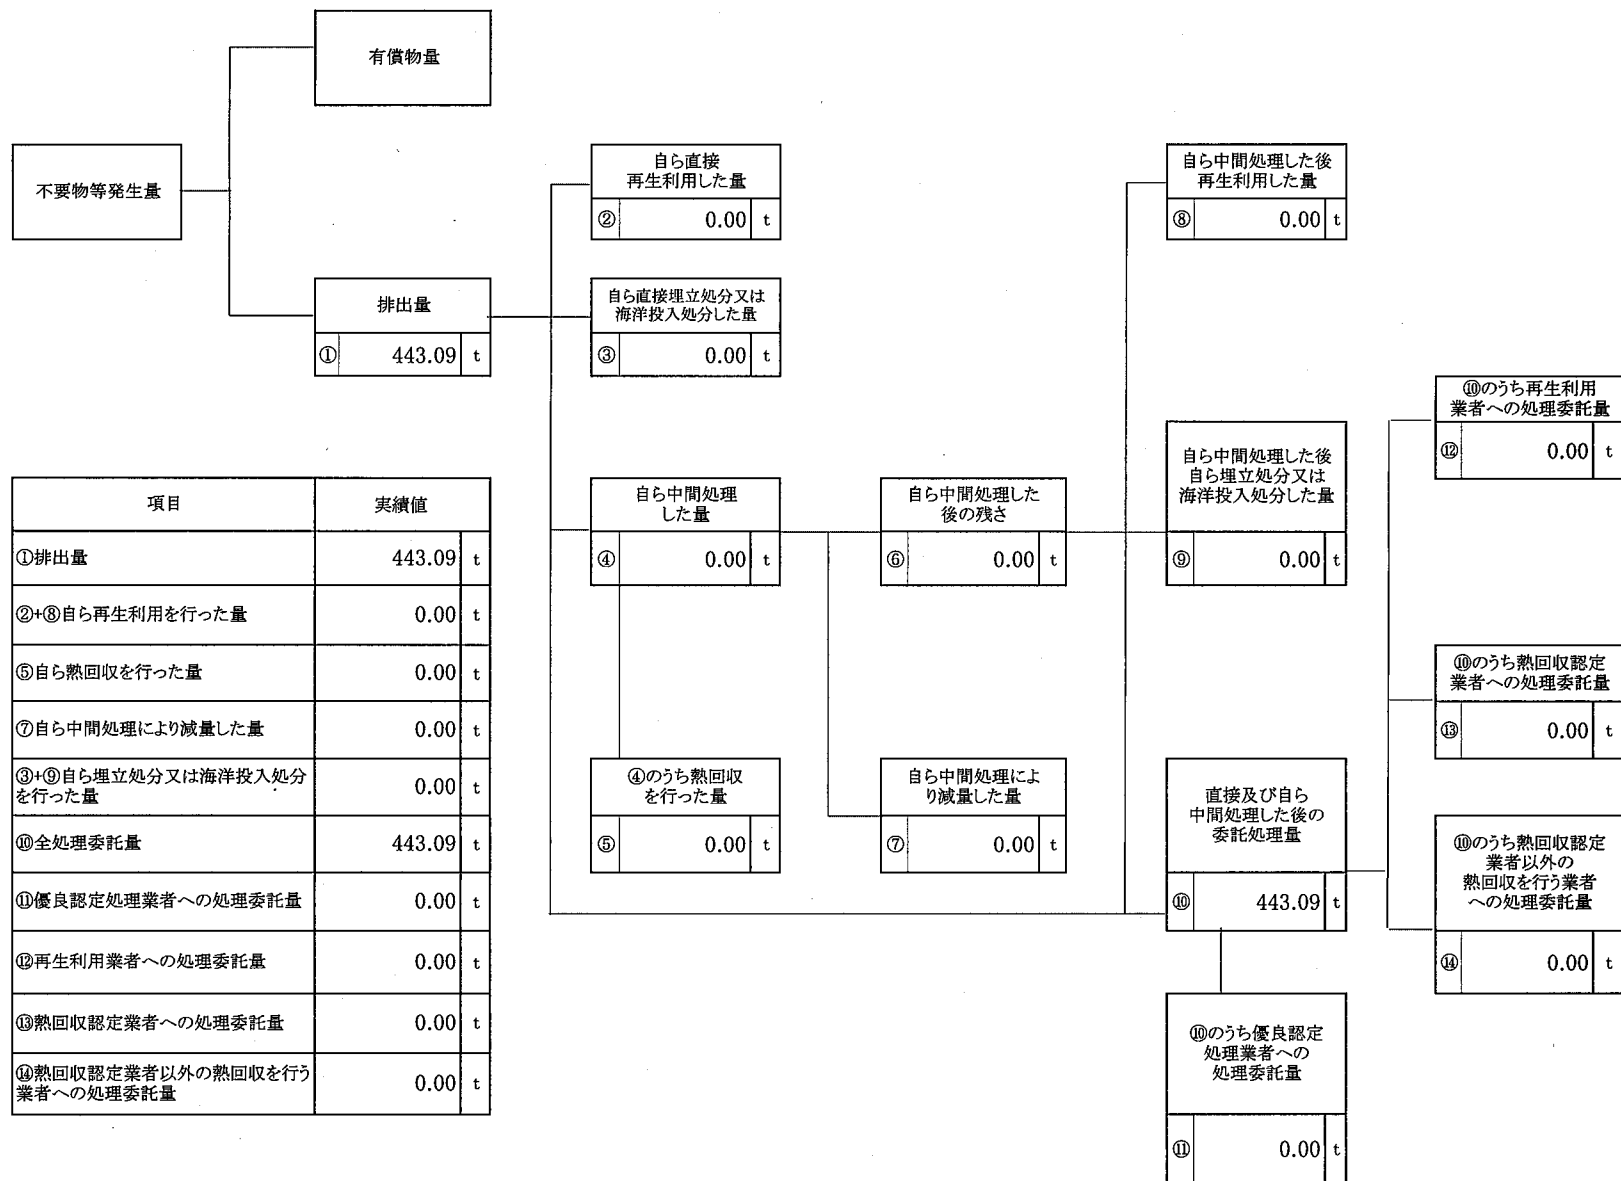 有償物量
不要物等発生量
排出量
① 443.09 t
自ら直接
再生利用した量
② 0.00 t
自ら直接埋立処分又は
海洋投入処分した量
③ 0.00 t
自ら中間処理
した量
④ 0.00 t
④のうち熱回収
を行った量
⑤ 0.00 t
自ら中間処理した
後の残さ
⑥ 0.00 t
自ら中間処理によ
り減量した量
⑦ 0.00 t
自ら中間処理した後
再生利用した量
⑧ 0.00 t
自ら中間処理した後
自ら埋立処分又は
海洋投入処分した量
⑨ 0.00 t
直接及び自ら
中間処理した後の
委託処理量
⑩ 443.09 t
⑩のうち優良認定
処理業者への
処理委託量
⑪ 0.00 t
⑩のうち再生利用
業者への処理委託量
⑫ 0.00 t
⑩のうち熱回収認定
業者への処理委託量
⑬ 0.00 t
⑩のうち熱回収認定
業者以外の
熱回収を行う業者
への処理委託量
⑭ 0.00 t
項目 実績値
①排出量 443.09 t
②+⑧自ら再生利用を行った量 0.00 t
⑤自ら熱回収を行った量 0.00 t
⑦自ら中間処理により減量した量 0.00 t
③+⑨自ら埋立処分又は海洋投入処分
を行った量 0.00 t
⑩全処理委託量 443.09 t
⑪優良認定処理業者への処理委託量 0.00 t
⑫再生利用業者への処理委託量 0.00 t
⑬熱回収認定業者への処理委託量 0.00 t
⑭熱回収認定業者以外の熱回収を行う
業者への処理委託量 0.00 t